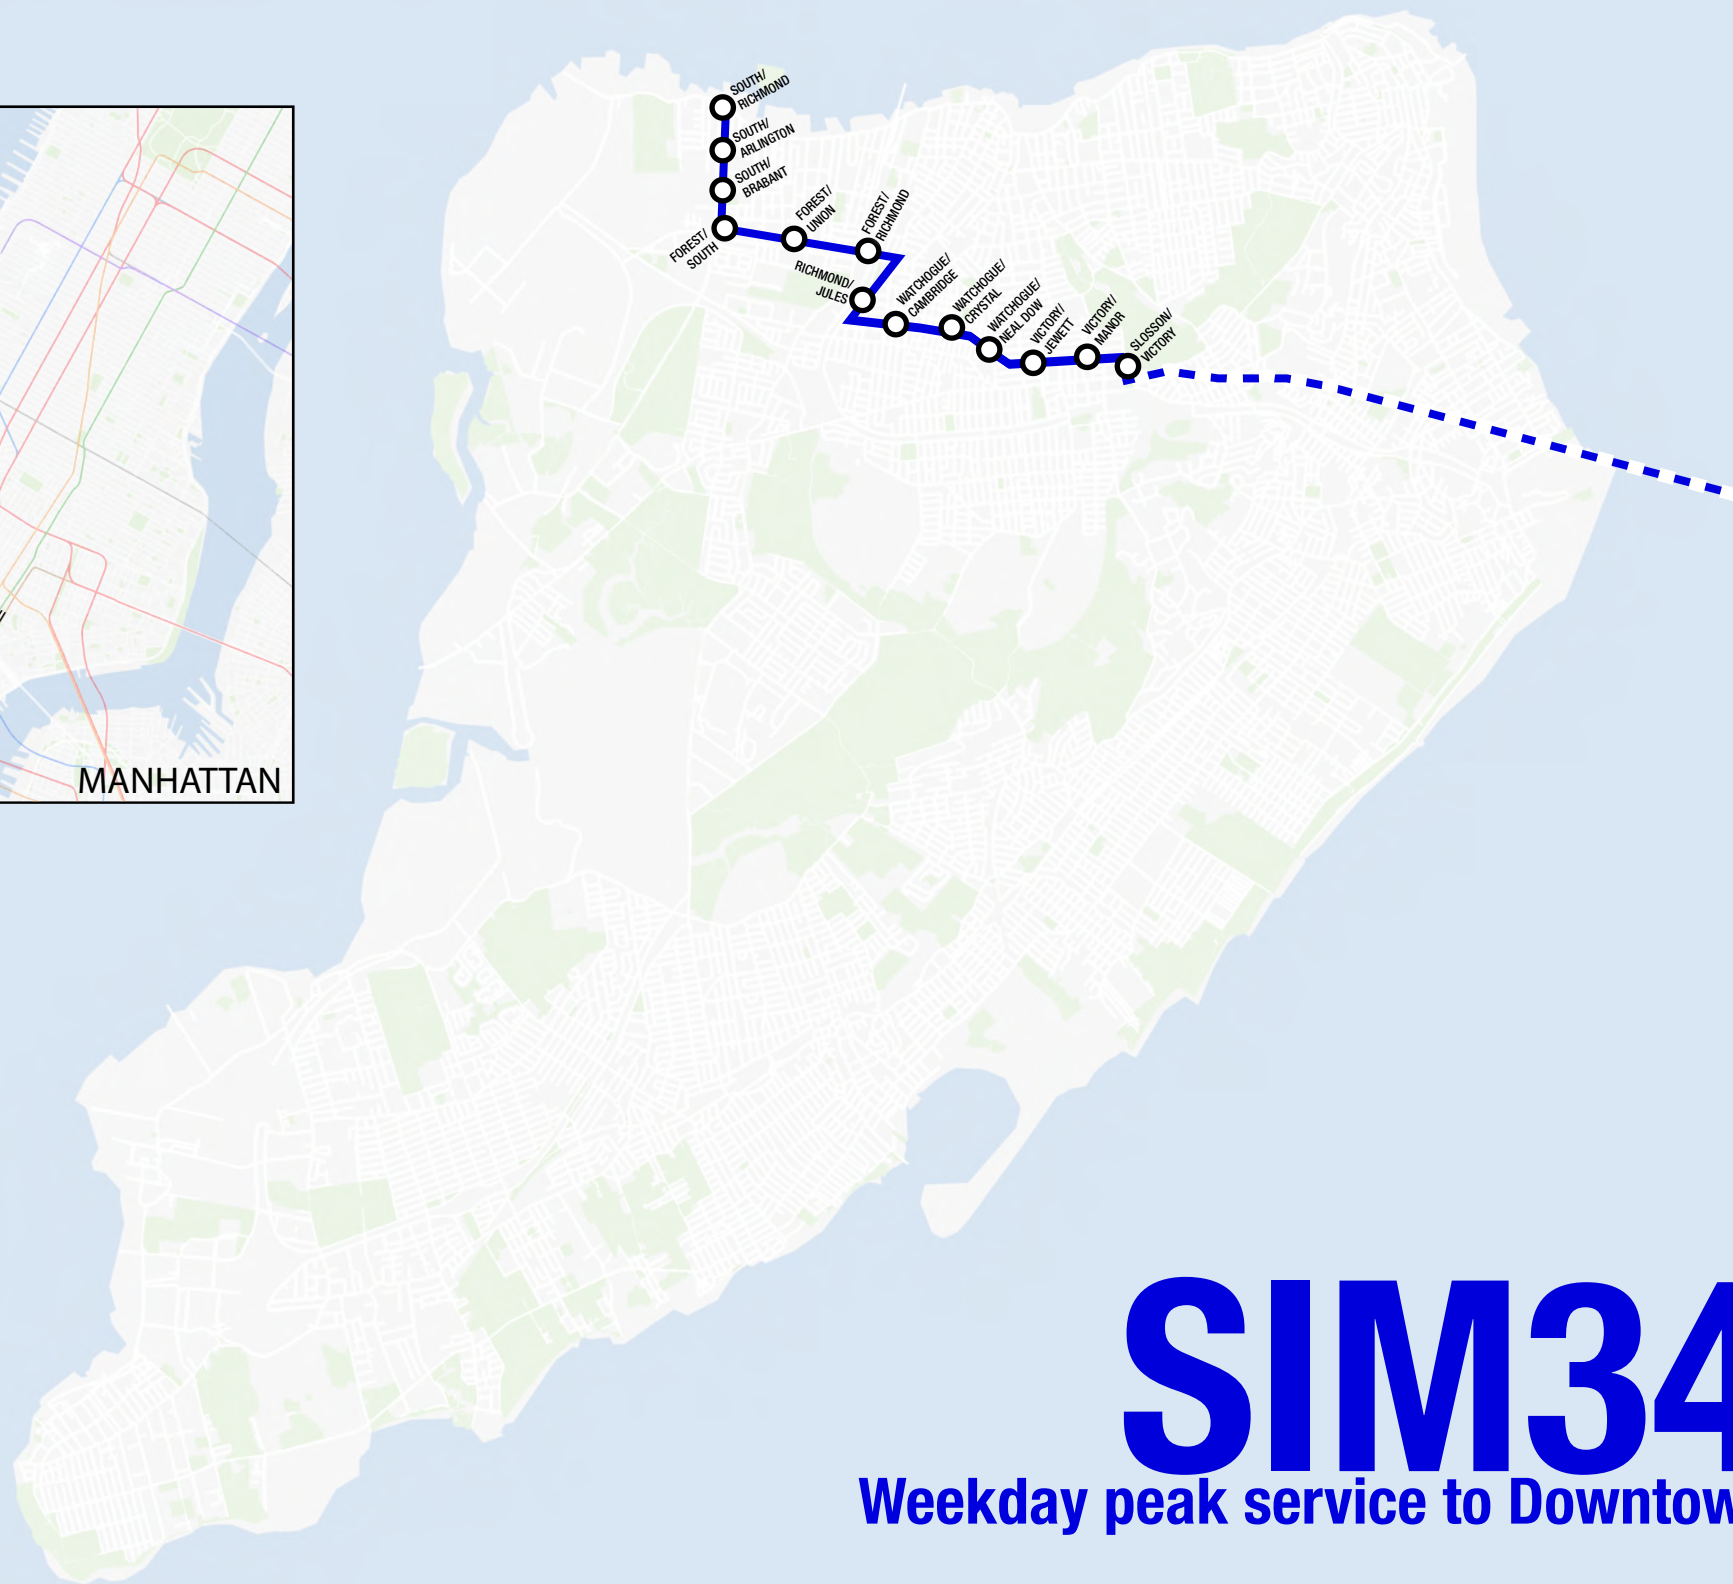 SOUTH/
RICHMOND
SOUTH/
ARLINGTON
SOUTH/
BRABANT
FOREST/
SOUTH
FOREST/
UNION
FOREST/
RICHMOND
RICHMOND/
JULES
WATCHOGUE/
CAMBRIDGE
WATCHOGUE/
CRYSTAL
WATCHOGUE/
NEAL DOW
VICTORY/
JEWETT
VICTORY/
MANOR
SLOSSON/
VICTORY
MANHATTAN
SIM34
Weekday peak service to Downtow